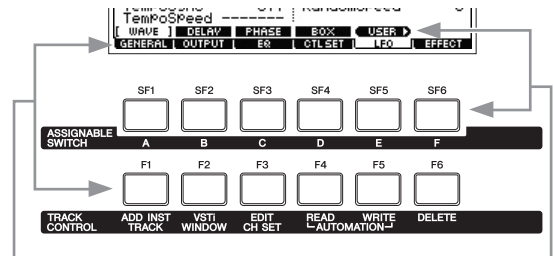 TempoSpeed -------
[ WAVE ] DELAY PHASE BOX USER
GENERAL OUTPUT EQ CTL SET LFO EFFECT
SF1 SF2 SF3 SF4 SF5 SF6
ASSIGNABLE SWITCH A B C D E F
F1 F2 F3 F4 F5 F6
TRACK CONTROL ADD INST TRACK VSTi WINDOW EDIT CH SET READ WRITE DELETE
AUTOMATION